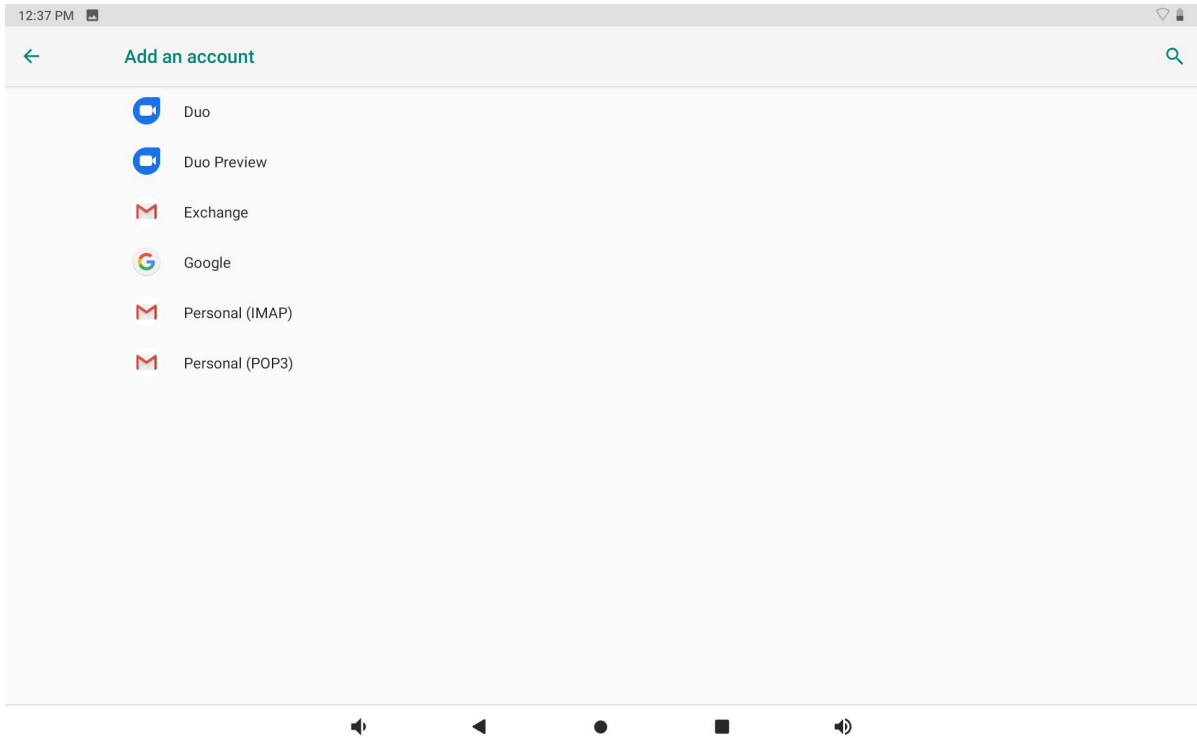 12:37 PM
Add an account
Duo
Duo Preview
Exchange
Google
Personal (IMAP)
Personal (POP3)